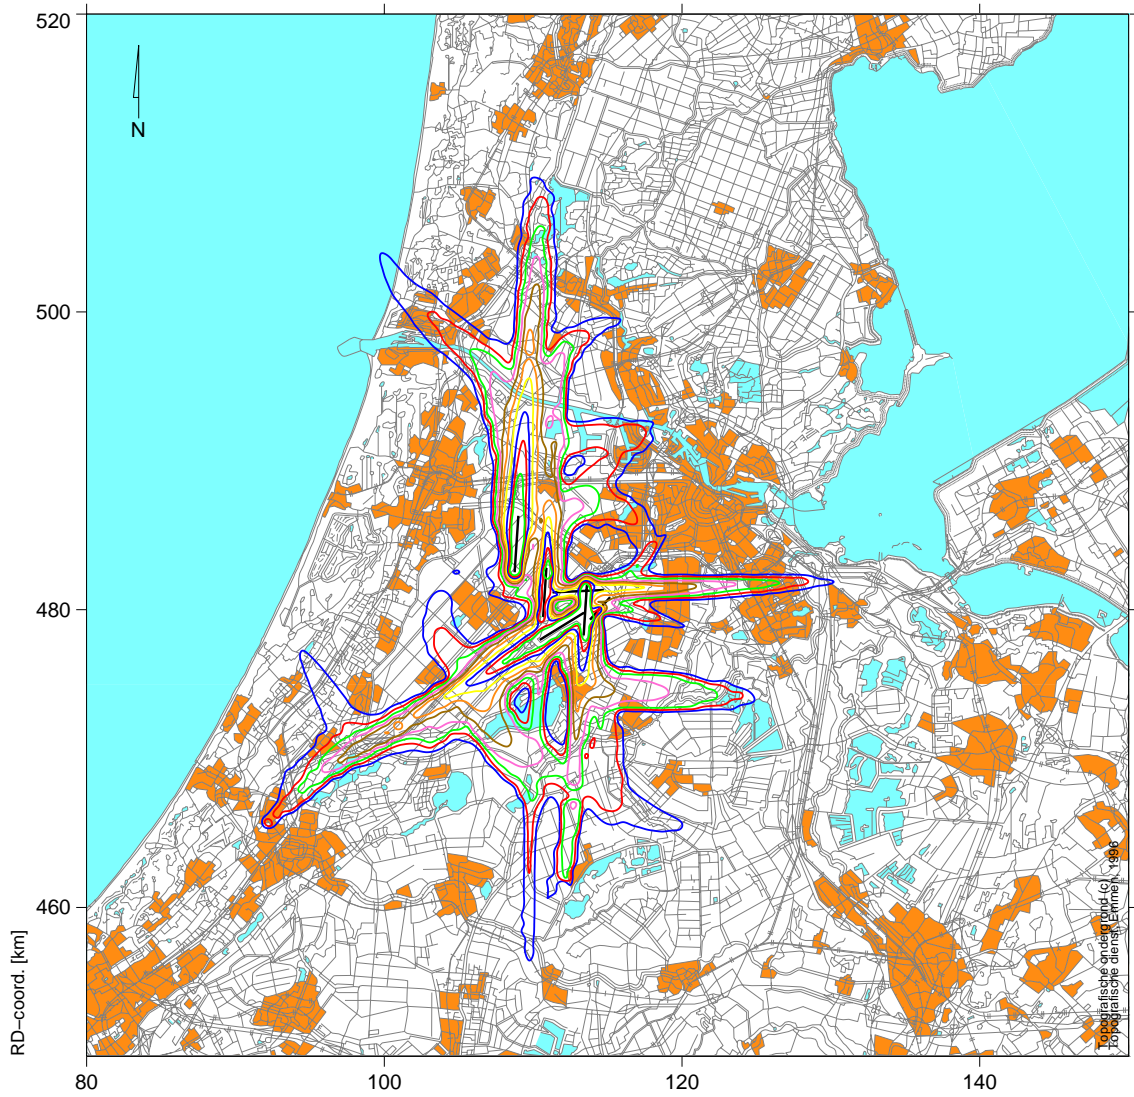 520
N
500
480
460
RD-coord. [km]
80
100
120
140
Topografische ondergrond (c)
Topografische dienst, Emmen, 1996